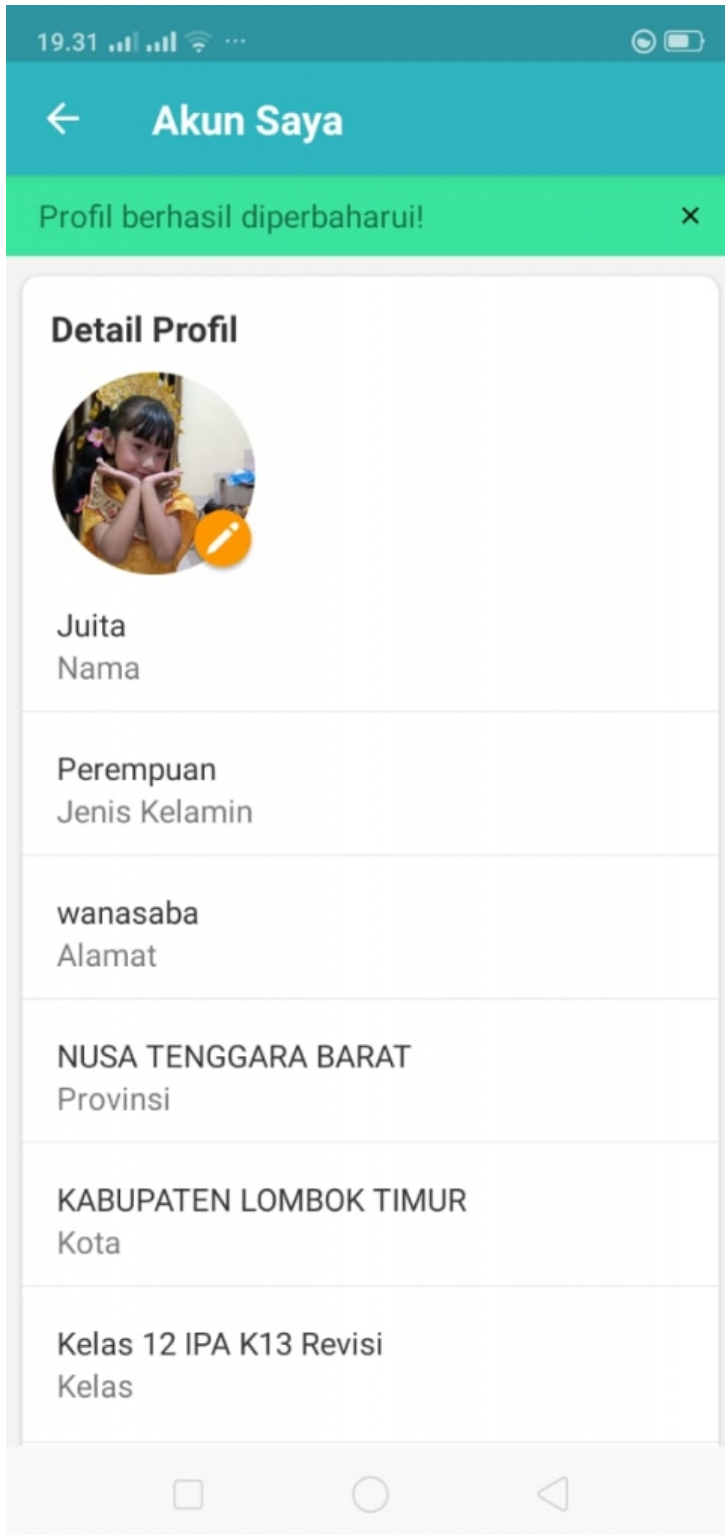 19.31
Akun Saya
Profil berhasil diperbaharui!
Detail Profil
Juita
Nama
Perempuan
Jenis Kelamin
wanasaba
Alamat
NUSA TENGGARA BARAT
Provinsi
KABUPATEN LOMBOK TIMUR
Kota
Kelas 12 IPA K13 Revisi
Kelas